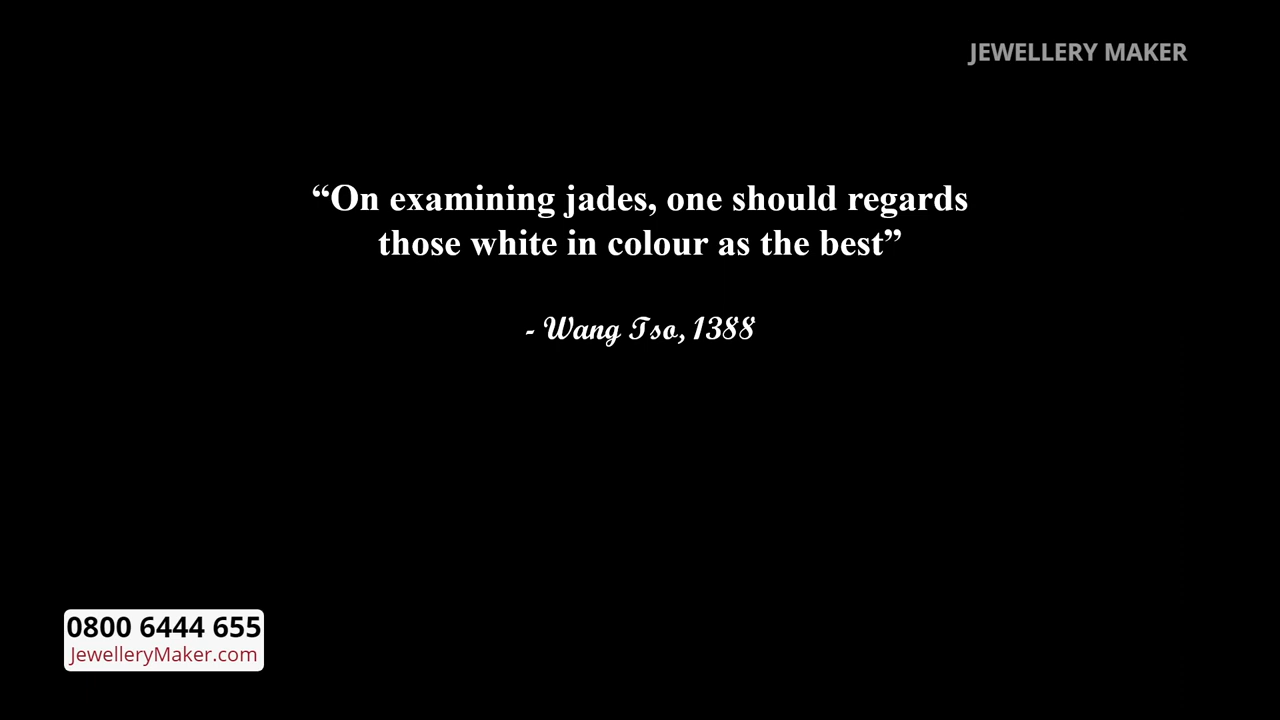 JEWELLERY MAKER
“On examining jades, one should regards
those white in colour as the best”
- Wang Tso, 1388
0800 6444 655
JewelleryMaker.com